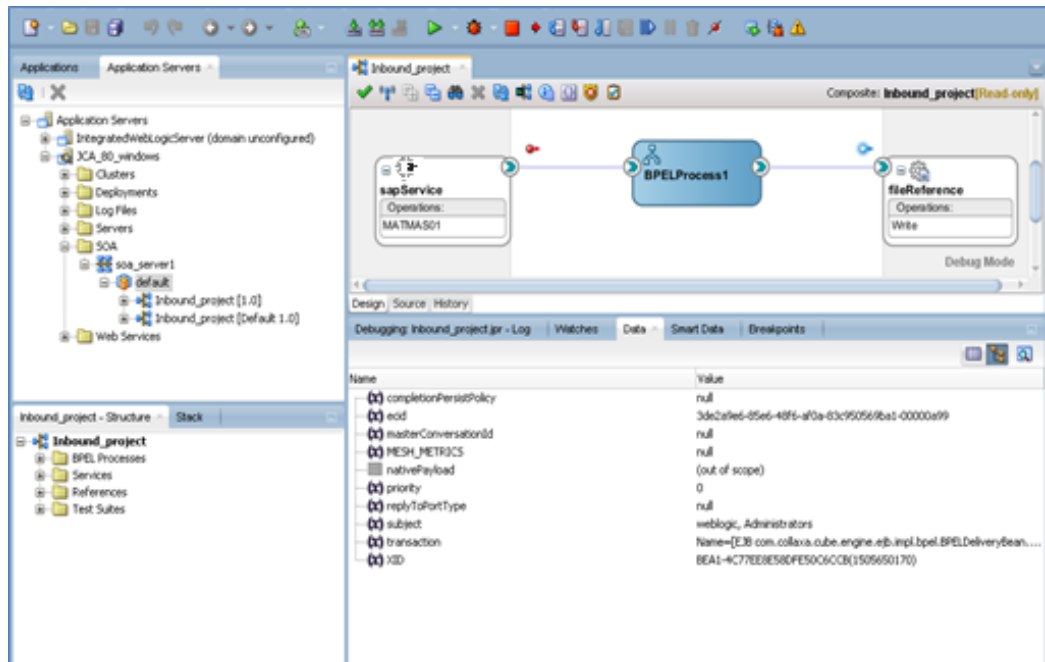 Applications
Application Servers
Application Servers
IntegratedWebLogicServer (domain unconfigured)
JCA_80_windows
Clusters
Deployments
Log Files
Servers
SOA
soa_server1
default
Inbound_project [1.0]
Inbound_project [Default 1.0]
Web Services
Inbound_project - Structure
Stack
Inbound_project
BPEL Processes
Services
References
Test Suites
Inbound_project
Composite: Inbound_project[Read-only]
sapService
Operations:
MATMAS01
BPELProcess1
fileReference
Operations:
Write
Debug Mode
Design Source History
Debugging: Inbound_project.jpr - Log Watches Data Smart Data Breakpoints
Name Value
completionPersistPolicy null
ecid 3de2a9e6-85e6-48f6-af0a-83c950569ba1-00000a99
masterConversationId null
MESH_METRICS null
nativePayload (out of scope)
priority 0
replyToPortType null
subject weblogic, Administrators
transaction Name=[EJB com.collaxa.cube.engine.ejb.impl.bpel.BPELDeliveryBean....
XID BEA1-4C77EE8E58DFE50C6CCB(1505650170)